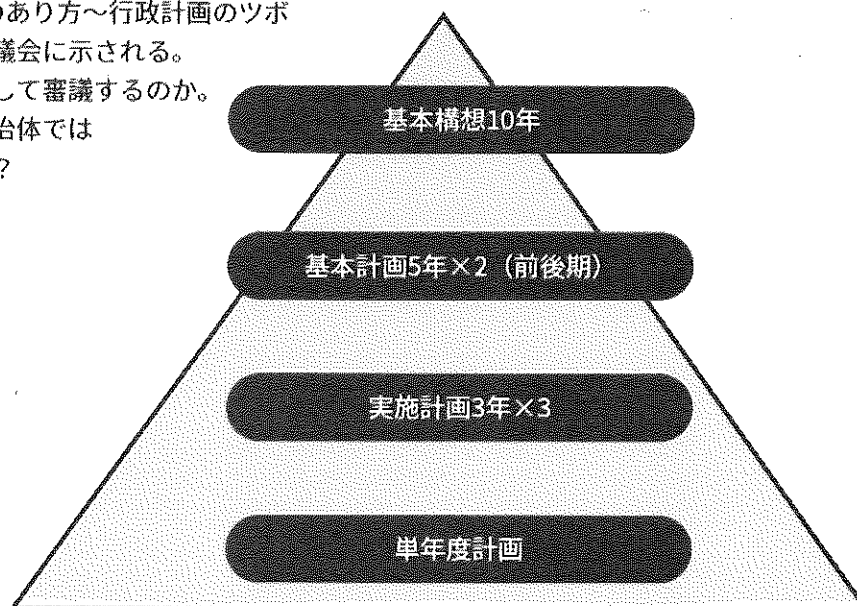 のあり方～行政計画のツボ
議会に示される。
して審議するのか。
治体では
?
基本構想10年
基本計画5年×2（前後期）
実施計画3年×3
単年度計画